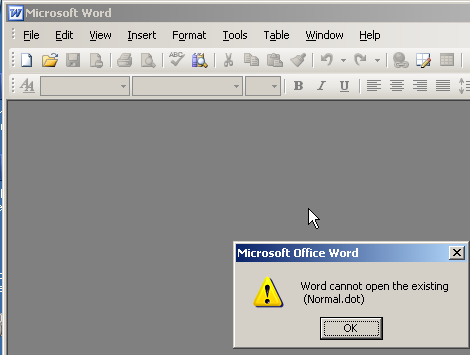 Microsoft Word
File Edit View Insert Format Tools Table Window Help
ABC
B I U
Microsoft Office Word
Word cannot open the existing
(Normal.dot)
OK